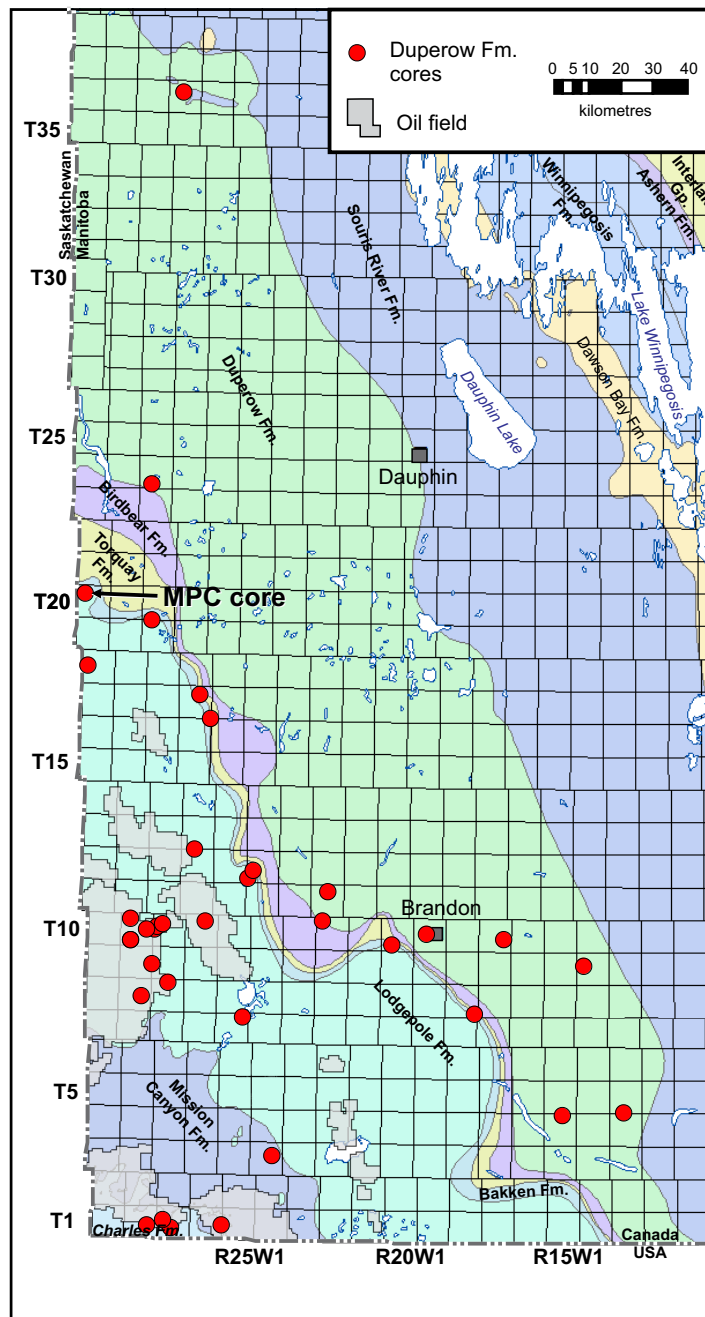 Duperow Fm.
cores
Oil field
0 5 10 20 30 40
kilometres
T35
T30
T25
T20
T15
T10
T5
T1
Saskatchewan
Manitoba
Winnipegosis
Fm.
Ashern Fm.
Interlak
Gp.
Souris River Fm.
Lake Winnipegosis
Dawson Bay Fm.
Dauphin Lake
Duperow Fm.
Dauphin
Birdbear Fm.
Torquay
Fm.
MPC core
Brandon
Lodgepole Fm.
Mission
Canyon Fm.
Bakken Fm.
Charles Fm.
Canada
USA
R25W1
R20W1
R15W1